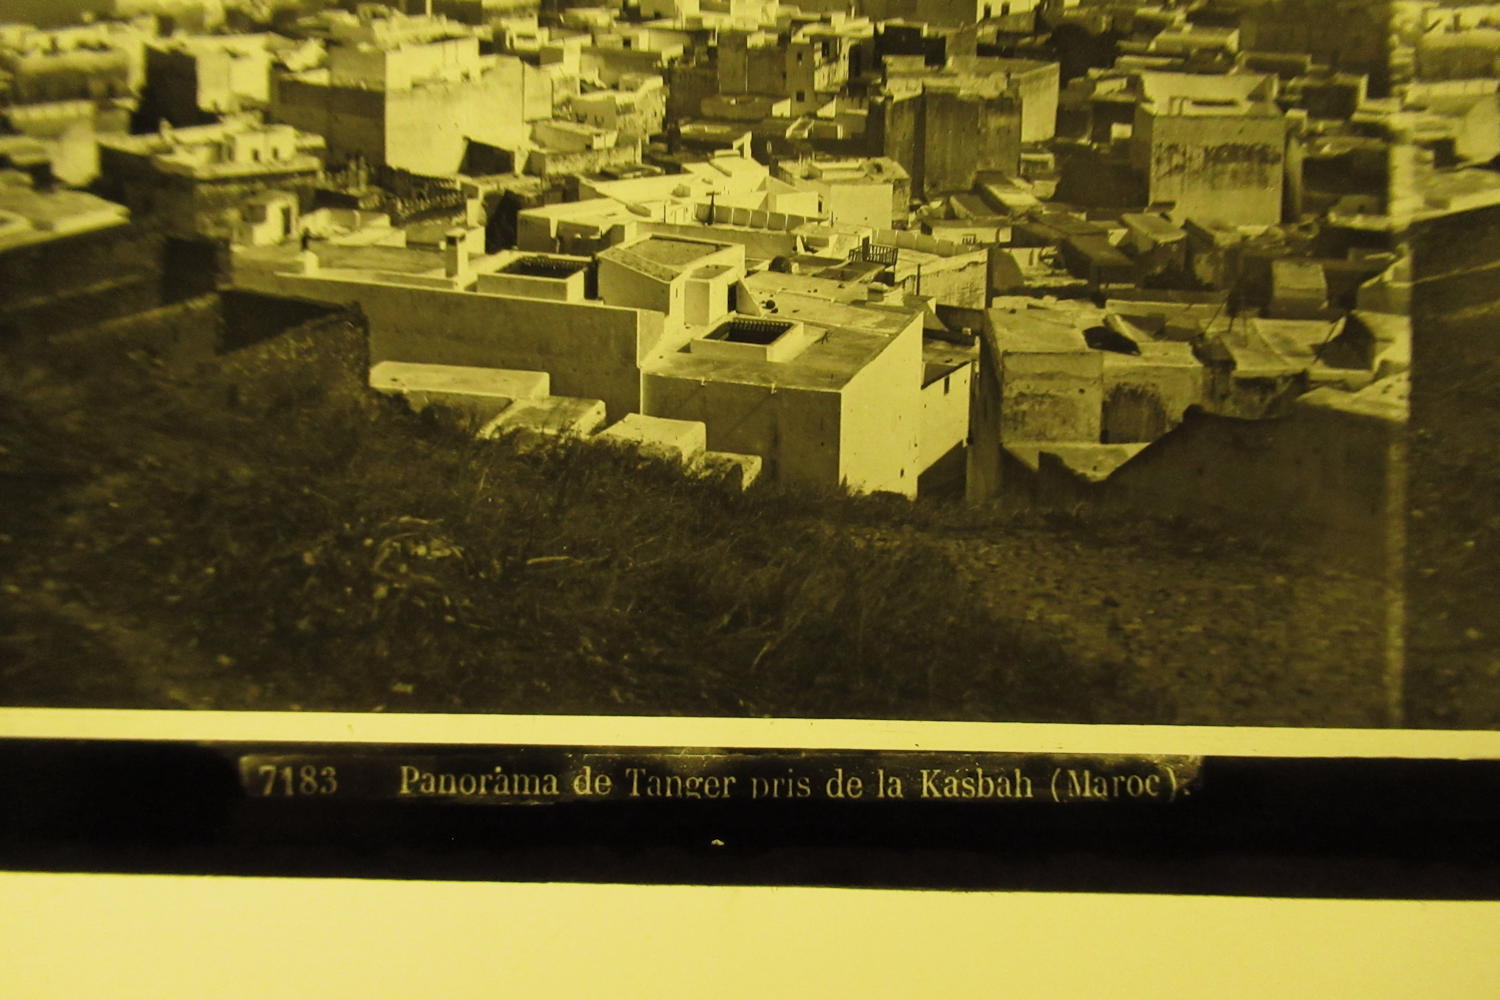 7183 Panorama de Tanger pris de la Kasbah (Maroc).